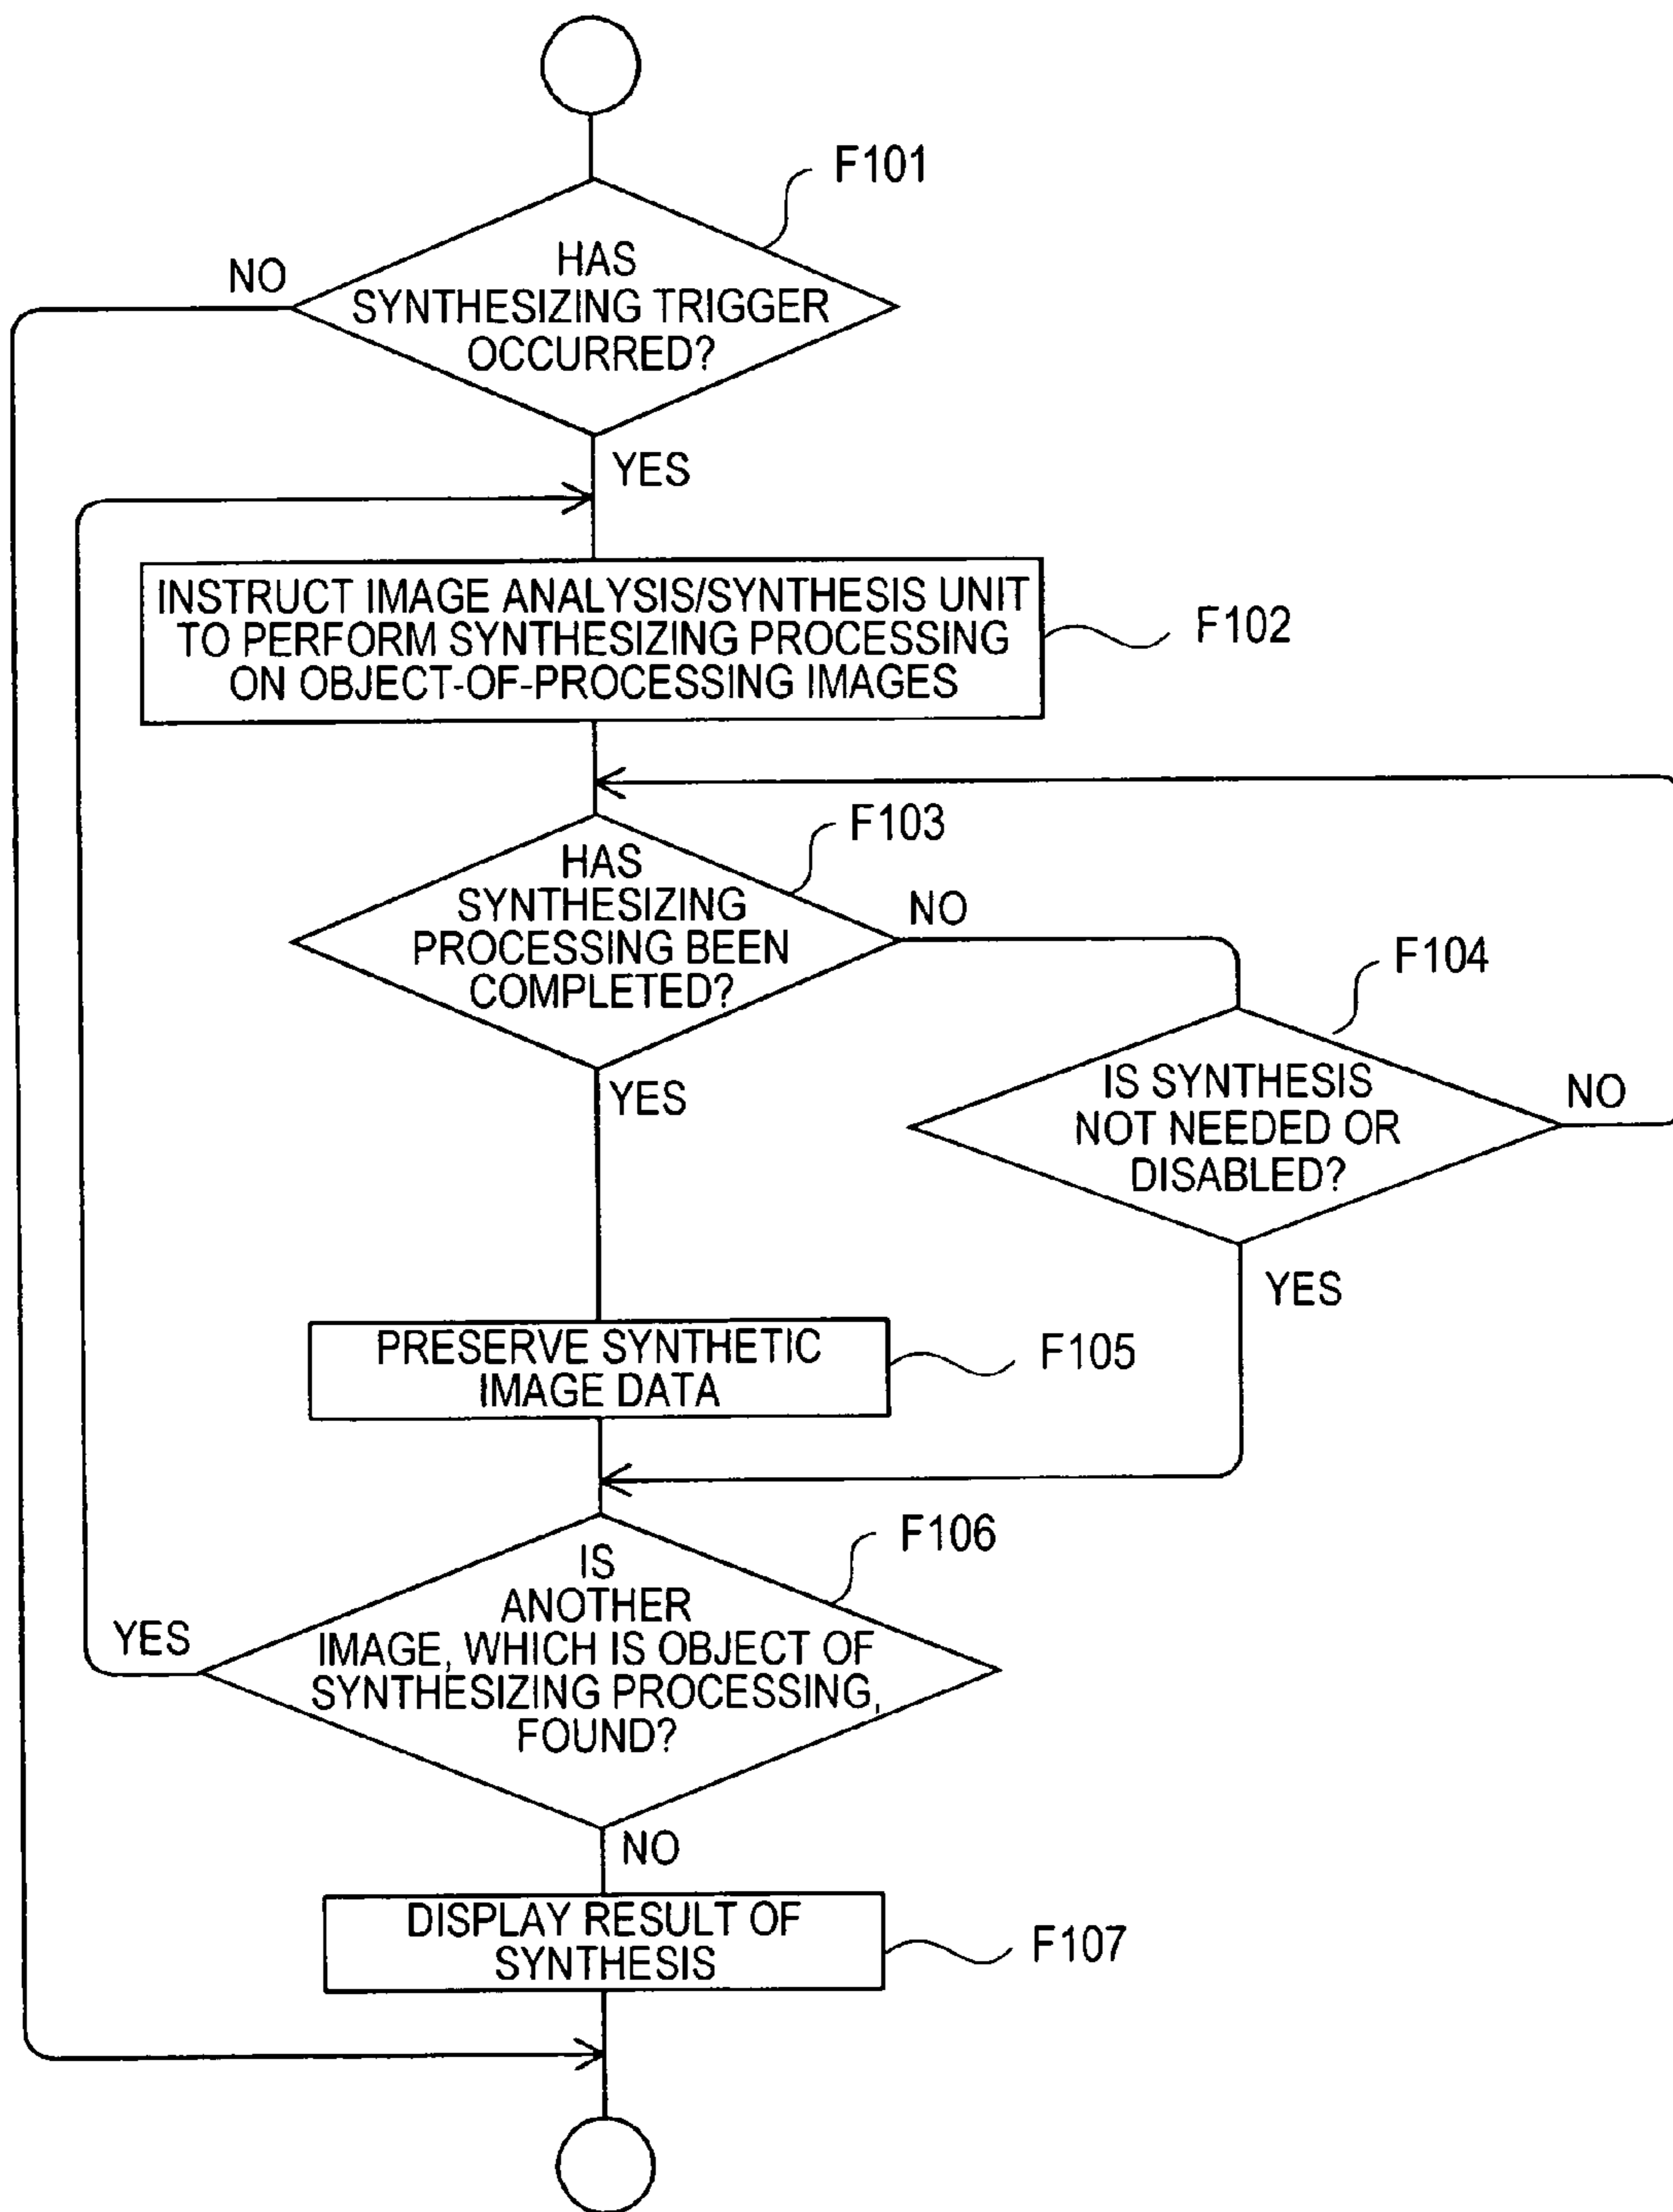 F101
HAS
SYNTHESIZING TRIGGER
OCCURRED?
NO
YES
INSTRUCT IMAGE ANALYSIS/SYNTHESIS UNIT
TO PERFORM SYNTHESIZING PROCESSING
ON OBJECT-OF-PROCESSING IMAGES
F102
F103
HAS
SYNTHESIZING
PROCESSING BEEN
COMPLETED?
NO
YES
F104
IS SYNTHESIS
NOT NEEDED OR
DISABLED?
NO
YES
PRESERVE SYNTHETIC
IMAGE DATA
F105
F106
IS
ANOTHER
IMAGE, WHICH IS OBJECT OF
SYNTHESIZING PROCESSING,
FOUND?
YES
NO
DISPLAY RESULT OF
SYNTHESIS
F107